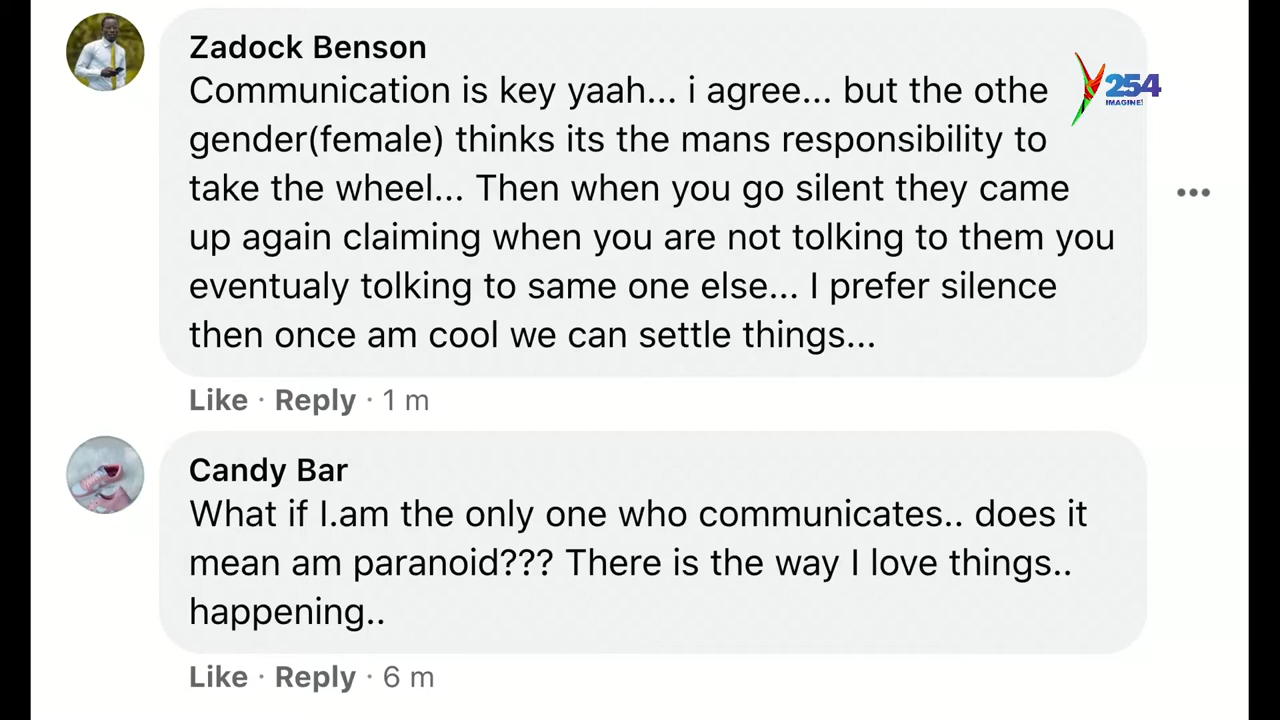 Zadock Benson
Communication is key yaah... i agree... but the othe
gender(female) thinks its the mans responsibility to
take the wheel... Then when you go silent they came
up again claiming when you are not tolking to them you
eventualy tolking to same one else... I prefer silence
then once am cool we can settle things...
Like · Reply · 1 m
Candy Bar
What if I.am the only one who communicates.. does it
mean am paranoid??? There is the way I love things..
happening..
Like · Reply · 6 m
Y254
IMAGINE!